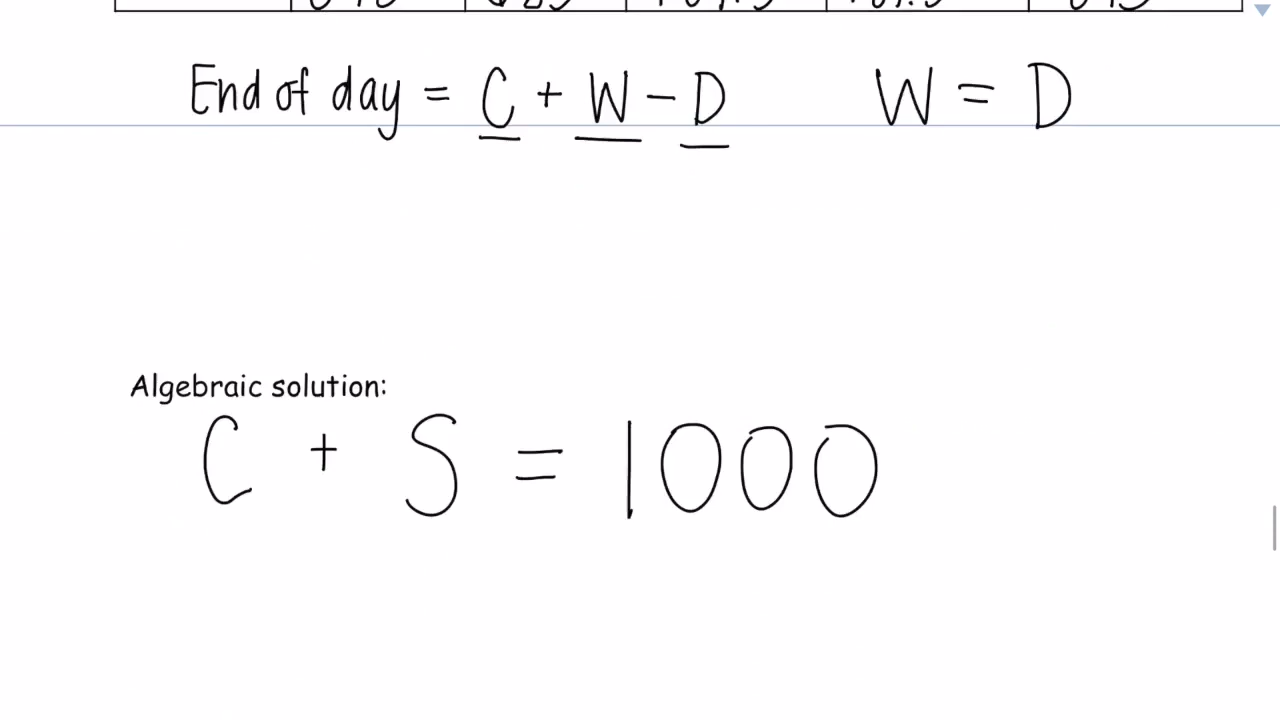 End of day = C + W - D W = D
Algebraic solution:
C + S = 1000